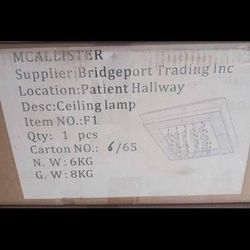 MCALLISTER
Supplier:Bridgeport Trading Inc
Location:Patient Hallway
Desc:Ceiling lamp
Item NO.:F1
Qty: 1 pcs
Carton NO.: 6/65
N. W.:6KG
G. W.:8KG